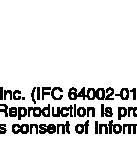 Inc. (IFC 64002-01
Reproduction is pro
s consent of Inform